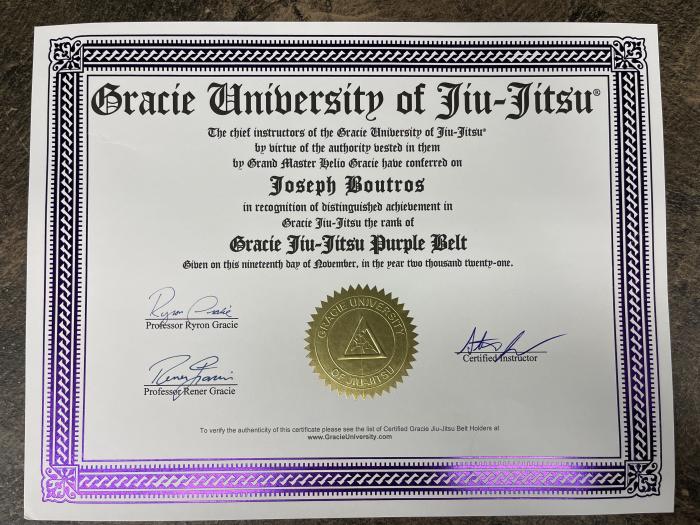 Gracie University of Jiu-Jitsu®
The chief instructors of the Gracie University of Jiu-Jitsu®
by virtue of the authority vested in them
by Grand Master Helio Gracie have conferred on
Joseph Boutros
in recognition of distinguished achievement in
Gracie Jiu-Jitsu the rank of
Gracie Jiu-Jitsu Purple Belt
Given on this nineteenth day of November, in the year two thousand twenty-one.
Ryron Gracie
Professor Ryron Gracie
GRACIE UNIVERSITY
OF JIU-JITSU
Certified Instructor
Rener Gracie
Professor Rener Gracie
To verify the authenticity of this certificate please see the list of Certified Gracie Jiu-Jitsu Belt Holders at
www.GracieUniversity.com